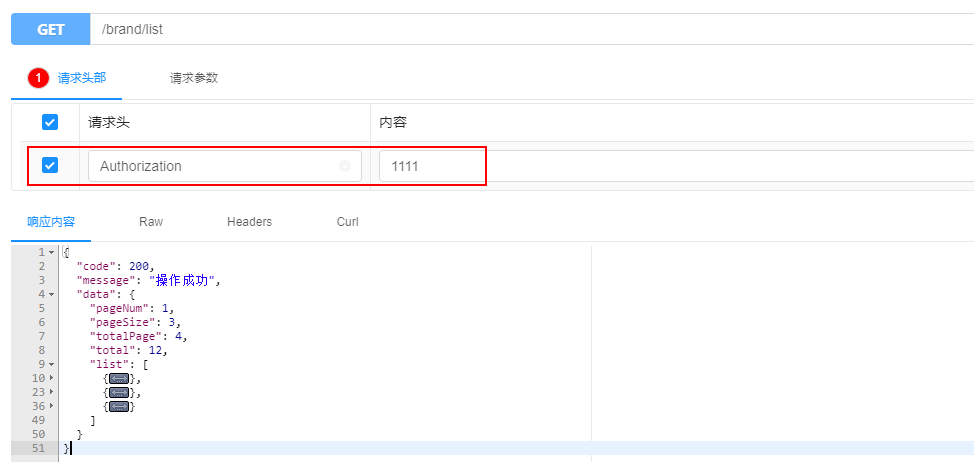 GET /brand/list
1 请求头部 请求参数
请求头 内容
Authorization 1111
响应内容 Raw Headers Curl
1 {
2 "code": 200,
3 "message": "操作成功",
4 "data": {
5 "pageNum": 1,
6 "pageSize": 3,
7 "totalPage": 4,
8 "total": 12,
9 "list": [
10 {↔},
23 {↔},
36 {↔}
49 ]
50 }
51 }